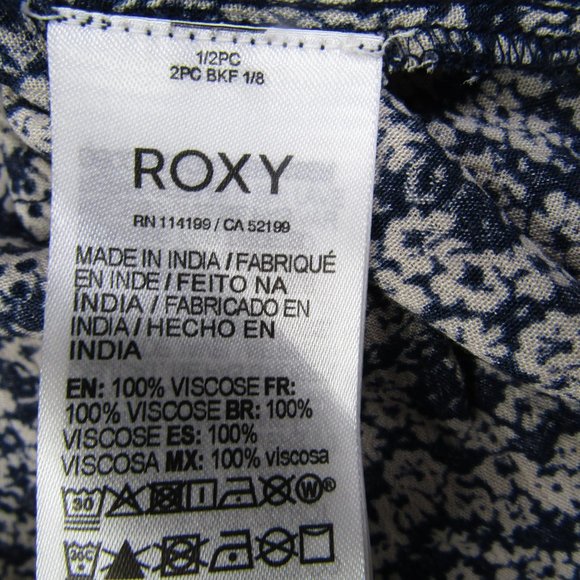 1/2PC
2PC BKF 1/8
ROXY
RN 114199 / CA 52199
MADE IN INDIA / FABRIQUÉ
EN INDE / FEITO NA
ÍNDIA / FABRICADO EN
INDIA / HECHO EN
INDIA
EN: 100% VISCOSE FR:
100% VISCOSE BR: 100%
VISCOSE ES: 100%
VISCOSA MX: 100% viscosa
30 W®
30C